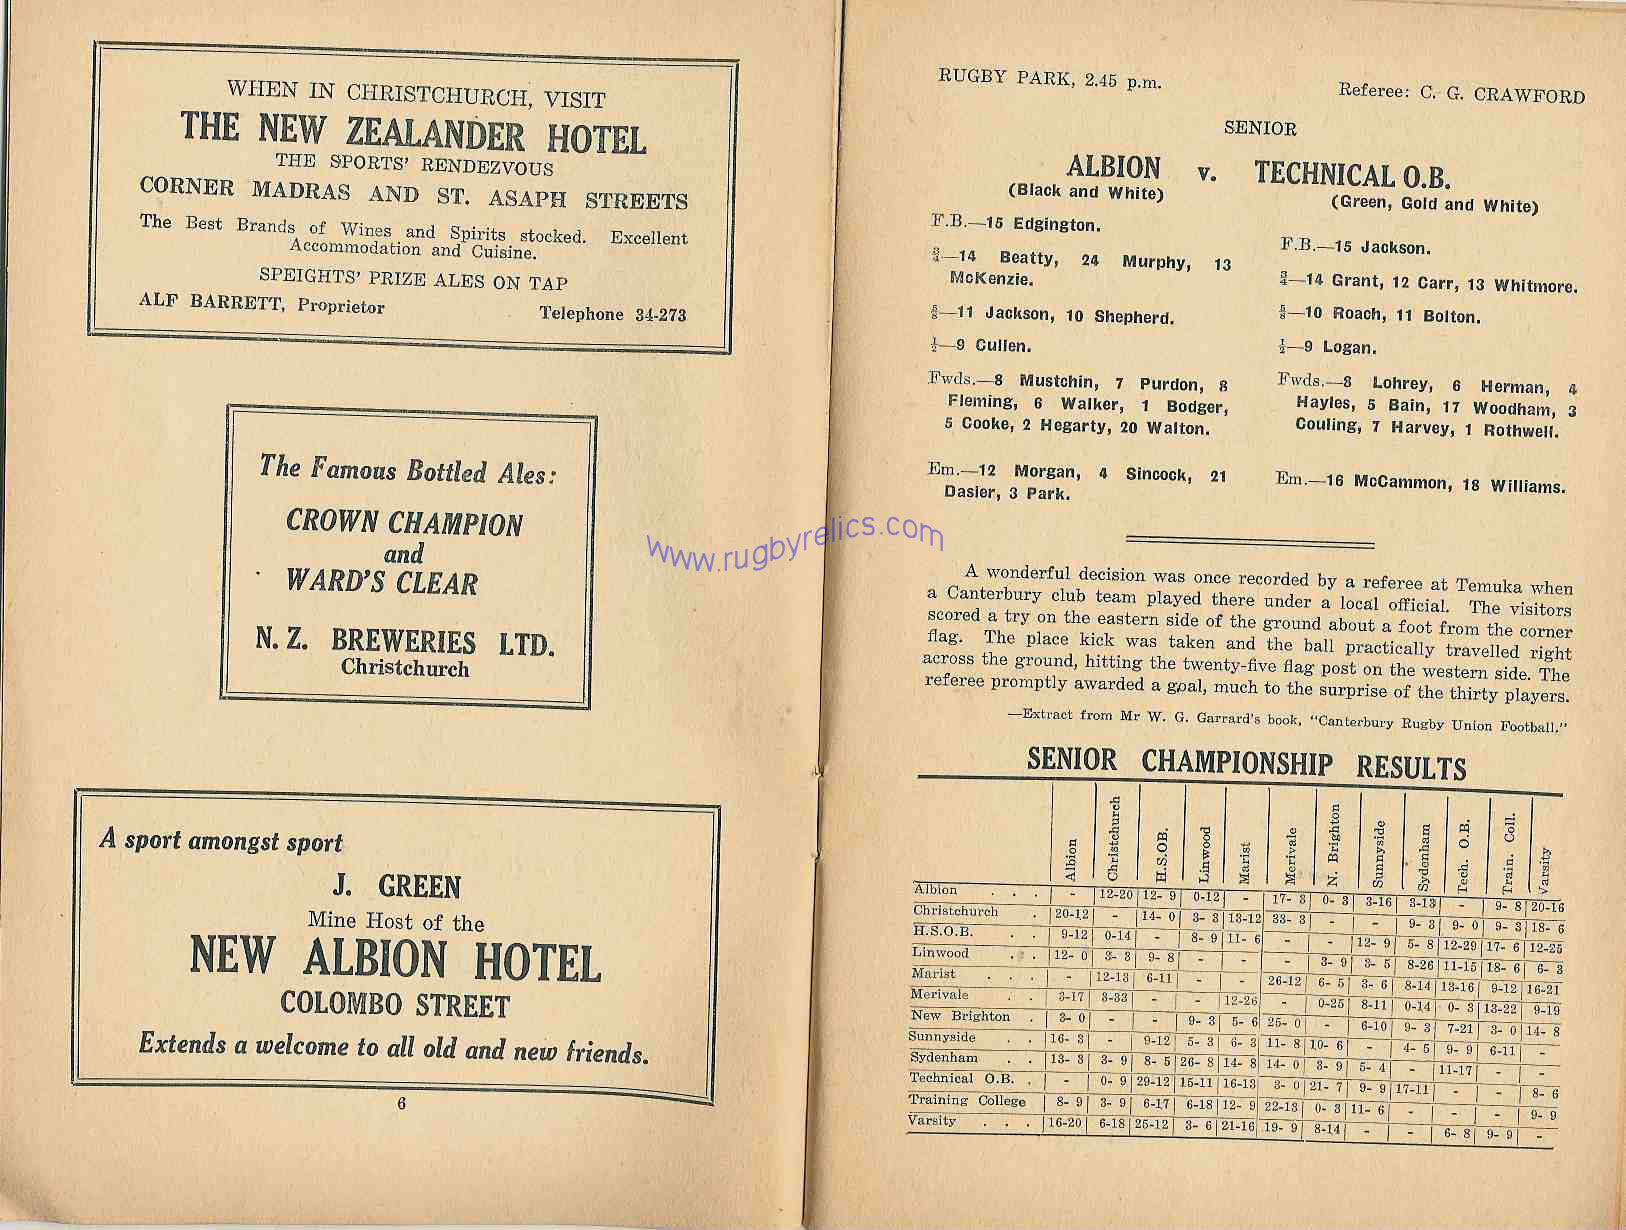 WHEN IN CHRISTCHURCH, VISIT
THE NEW ZEALANDER HOTEL
THE SPORTS' RENDEZVOUS
CORNER MADRAS AND ST. ASAPH STREETS
The Best Brands of Wines and Spirits stocked. Excellent
Accommodation and Cuisine.
SPEIGHTS' PRIZE ALES ON TAP
ALF BARRETT, Proprietor Telephone 34-273
The Famous Bottled Ales:
CROWN CHAMPION
and
WARD'S CLEAR
N. Z. BREWERIES LTD.
Christchurch
A sport amongst sport
J. GREEN
Mine Host of the
NEW ALBION HOTEL
COLOMBO STREET
Extends a welcome to all old and new friends.
6
www.rugbyrelics.com
RUGBY PARK, 2.45 p.m. Referee: C. G. CRAWFORD
SENIOR
ALBION v. TECHNICAL O.B.
(Black and White) (Green, Gold and White)
F.B.—15 Edgington.
¾—14 Beatty, 24 Murphy, 13
McKenzie.
⅝—11 Jackson, 10 Shepherd.
½—9 Cullen.
Fwds.—8 Mustchin, 7 Purdon, 8
Fleming, 6 Walker, 1 Bodger,
5 Cooke, 2 Hegarty, 20 Walton.
Em.—12 Morgan, 4 Sincock, 21
Dasler, 3 Park.
F.B.—15 Jackson.
¾—14 Grant, 12 Carr, 13 Whitmore.
⅝—10 Roach, 11 Bolton.
½—9 Logan.
Fwds.—8 Lohrey, 6 Herman, 4
Hayles, 5 Bain, 17 Woodham, 3
Couling, 7 Harvey, 1 Rothwell.
Em.—16 McCammon, 18 Williams.
A wonderful decision was once recorded by a referee at Temuka when
a Canterbury club team played there under a local official. The visitors
scored a try on the eastern side of the ground about a foot from the corner
flag. The place kick was taken and the ball practically travelled right
across the ground, hitting the twenty-five flag post on the western side. The
referee promptly awarded a goal, much to the surprise of the thirty players.
—Extract from Mr W. G. Garrard's book, "Canterbury Rugby Union Football."
SENIOR CHAMPIONSHIP RESULTS
Albion Christchurch H.S.OB. Linwood Marist Merivale N. Brighton Sunnyside Sydenham Tech. O.B. Train. Coll. Varsity
Albion . . . - 12-20 12- 9 0-12 - 17- 3 0- 3 3-16 3-13 - 9- 8 20-16
Christchurch . 20-12 - 14- 0 3- 3 13-12 33- 3 - - 9- 3 9- 0 9- 3 18- 6
H.S.O.B. . . 9-12 0-14 - 8- 9 11- 6 - - 12- 9 5- 8 12-29 17- 6 12-25
Linwood . . 12- 0 3- 3 9- 8 - - - 3- 9 3- 5 8-26 11-15 18- 6 6- 3
Marist . . . - 12-13 6-11 - - 26-12 6- 5 3- 6 8-14 13-16 9-12 16-21
Merivale . . 3-17 3-33 - - 12-26 - 0-25 8-11 0-14 0- 3 13-22 9-19
New Brighton . 3- 0 - - 9- 3 5- 6 25- 0 - 6-10 9- 3 7-21 3- 0 14- 8
Sunnyside . . 16- 3 - 9-12 5- 3 6- 3 11- 8 10- 6 - 4- 5 9- 9 6-11 -
Sydenham . . 13- 3 3- 9 8- 5 26- 8 14- 8 14- 0 3- 9 5- 4 - 11-17 - -
Technical O.B. . - 0- 9 29-12 15-11 16-13 3- 0 21- 7 9- 9 17-11 - - 8- 6
Training College 8- 9 3- 9 6-17 6-18 12- 9 22-13 0- 3 11- 6 - - - 9- 9
Varsity . . . 16-20 6-18 25-12 3- 6 21-16 19- 9 8-14 - - 6- 8 9- 9 -